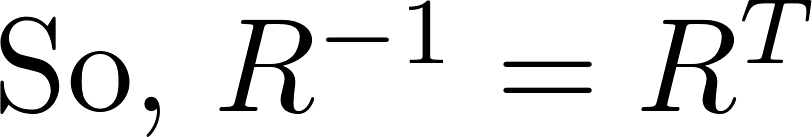 So, $R^{-1} = R^T$